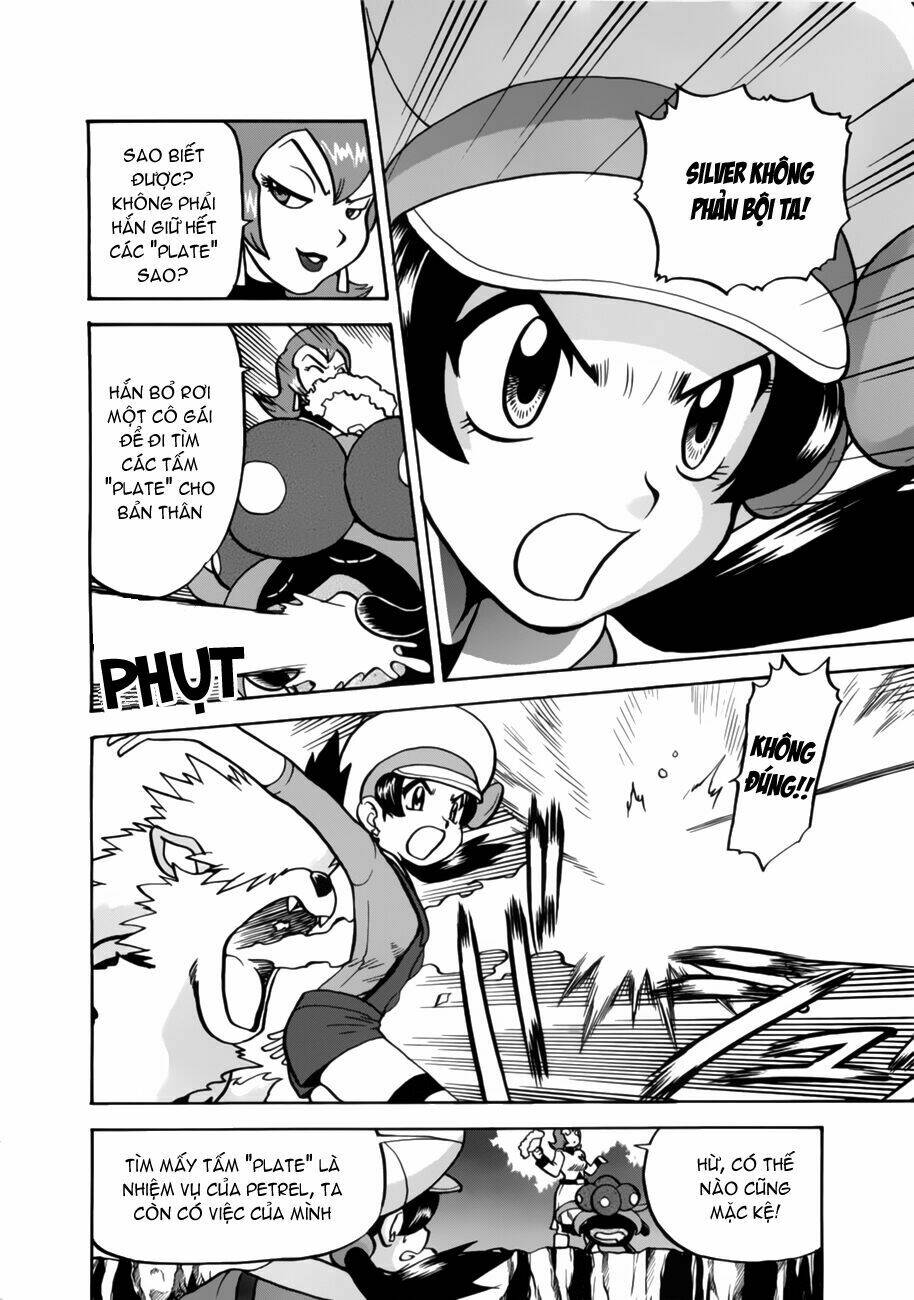 SILVER KHÔNG
PHẢN BỘI TA!
SAO BIẾT
ĐƯỢC?
KHÔNG PHẢI
HẮN GIỮ HẾT
CÁC "PLATE"
SAO?
HẮN BỎ RƠI
MỘT CÔ GÁI
ĐỂ ĐI TÌM
CÁC TẤM
"PLATE" CHO
BẢN THÂN
PHỤT
KHÔNG
ĐÚNG!!
HỪ, CÓ THẾ
NÀO CŨNG
MẶC KỆ!
TÌM MẤY TẤM "PLATE" LÀ
NHIỆM VỤ CỦA PETREL, TA
CÒN CÓ VIỆC CỦA MÌNH